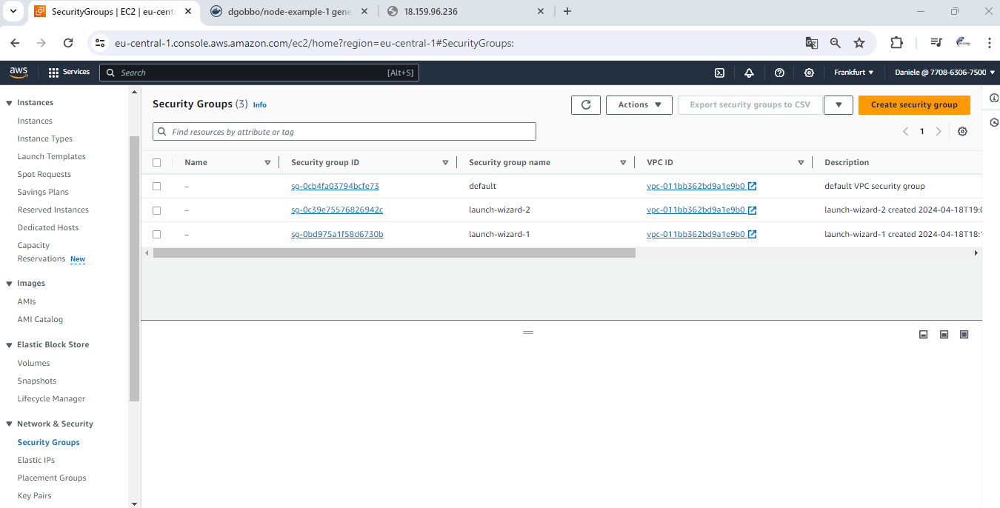 SecurityGroups | EC2 | eu-cent
dgobbo/node-example-1 gene
18.159.96.236
eu-central-1.console.aws.amazon.com/ec2/home?region=eu-central-1#SecurityGroups:
aws
Services
Search
[Alt+S]
Frankfurt
Daniele @ 7708-6306-7500
Instances
Instances
Instance Types
Launch Templates
Spot Requests
Savings Plans
Reserved Instances
Dedicated Hosts
Capacity
Reservations New
Images
AMIs
AMI Catalog
Elastic Block Store
Volumes
Snapshots
Lifecycle Manager
Network & Security
Security Groups
Elastic IPs
Placement Groups
Key Pairs
Security Groups (3) Info
Actions
Export security groups to CSV
Create security group
Find resources by attribute or tag
1
Name Security group ID Security group name VPC ID Description
– sg-0cb4fa03794bcfe73 default vpc-011bb362bd9a1e9b0 default VPC security group
– sg-0c39e75576826942c launch-wizard-2 vpc-011bb362bd9a1e9b0 launch-wizard-2 created 2024-04-18T19:0
– sg-0bd975a1f58d6730b launch-wizard-1 vpc-011bb362bd9a1e9b0 launch-wizard-1 created 2024-04-18T18:1